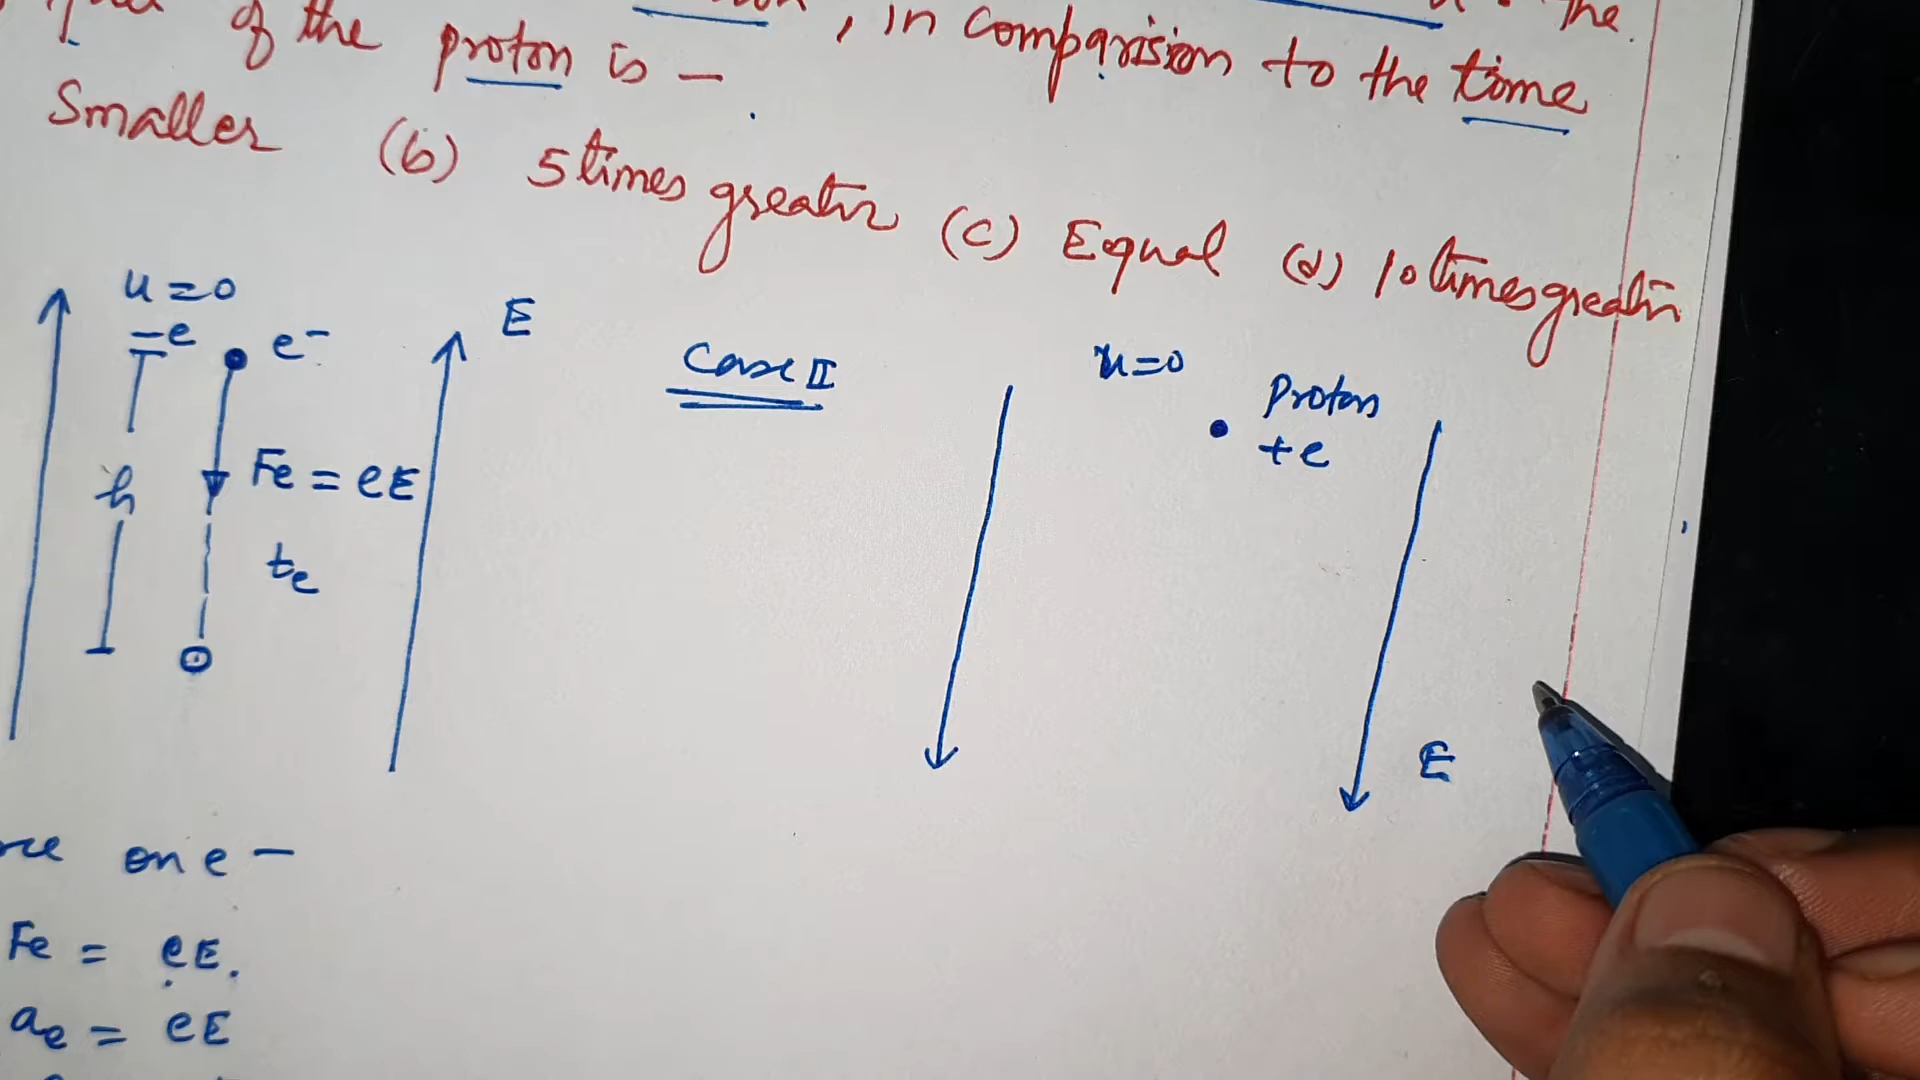 of the proton is —
, in comparision to the time
The
Smaller (b) 5 times greater (c) Equal (d) 10 times greater
u = 0
-e
e-
E
h
Fe = eE
te
Case II
u=0
Proton
+e
E
on e-
Fe = eE.
ae = eE